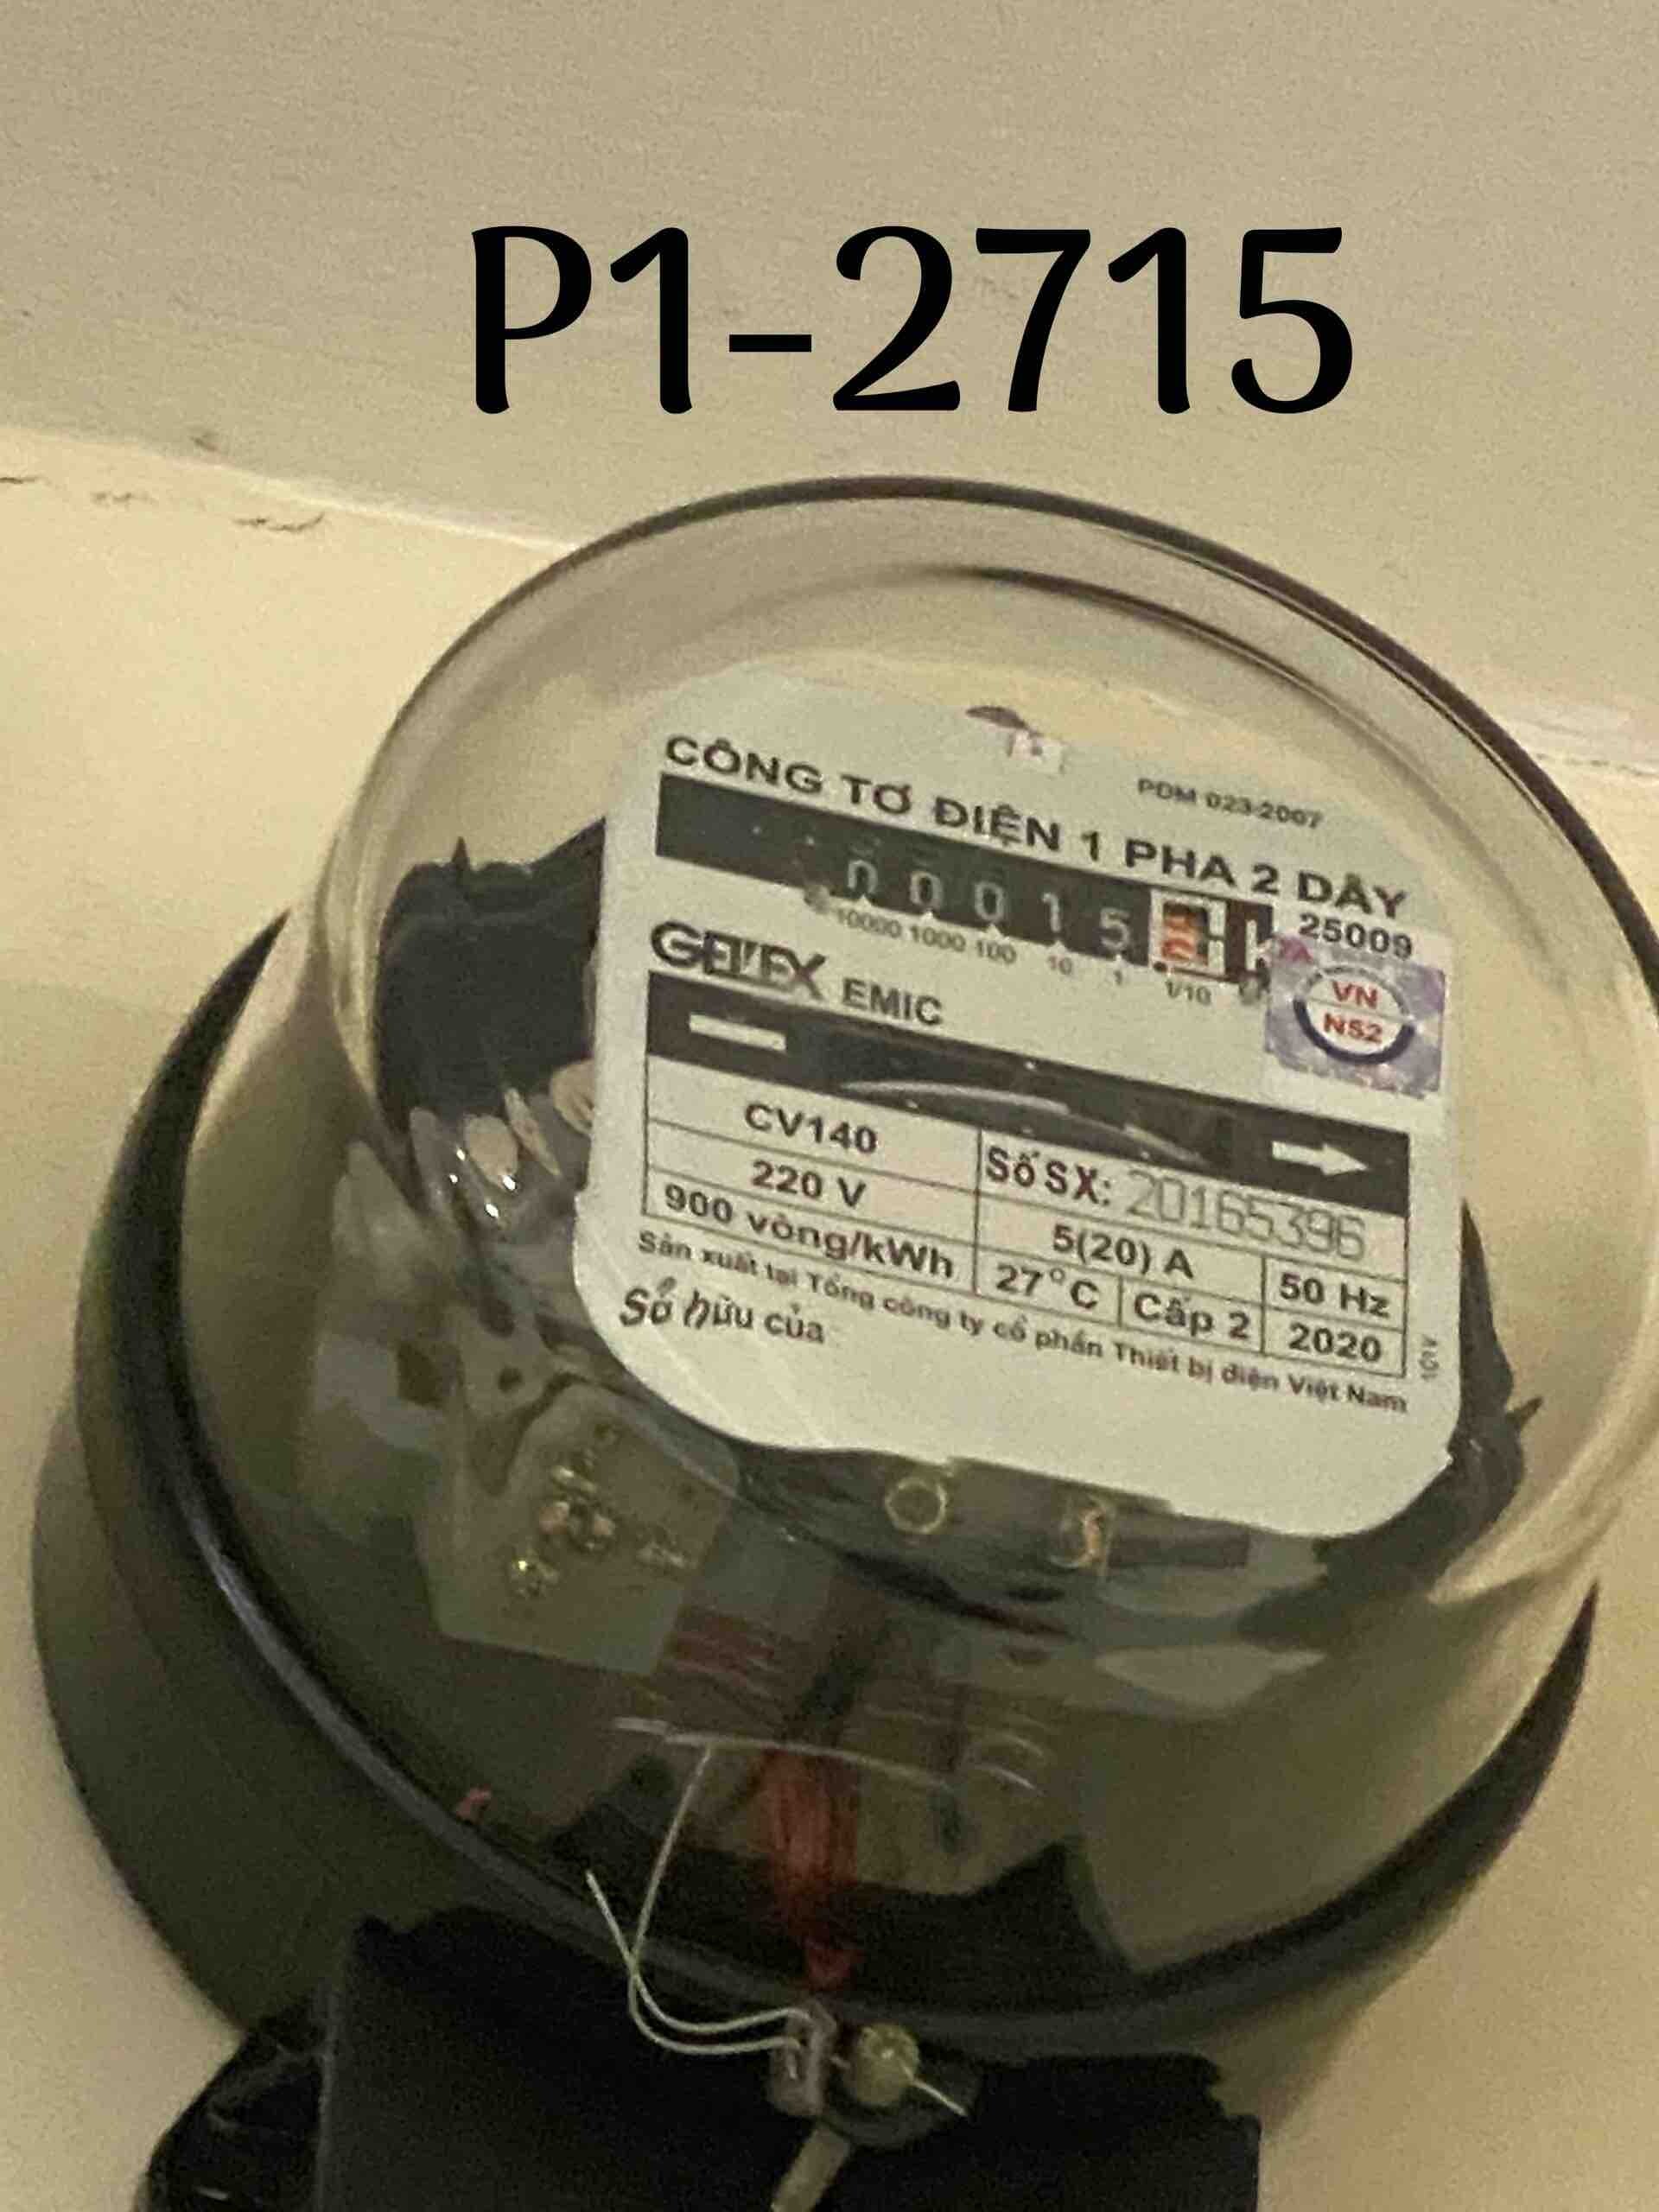 P1-2715
PDM 023-2007
CÔNG TƠ ĐIỆN 1 PHA 2 DÂY
0 0 0 1 5
25009
10000 1000 100 10 1 1/10
GELEX EMIC
VN
N52
CV140
Số SX: 20165396
220 V
5(20) A
50 Hz
900 vòng/kWh
27°C
Cấp 2
2020
Sản xuất tại Tổng công ty cổ phần Thiết bị điện Việt Nam
Sở hữu của